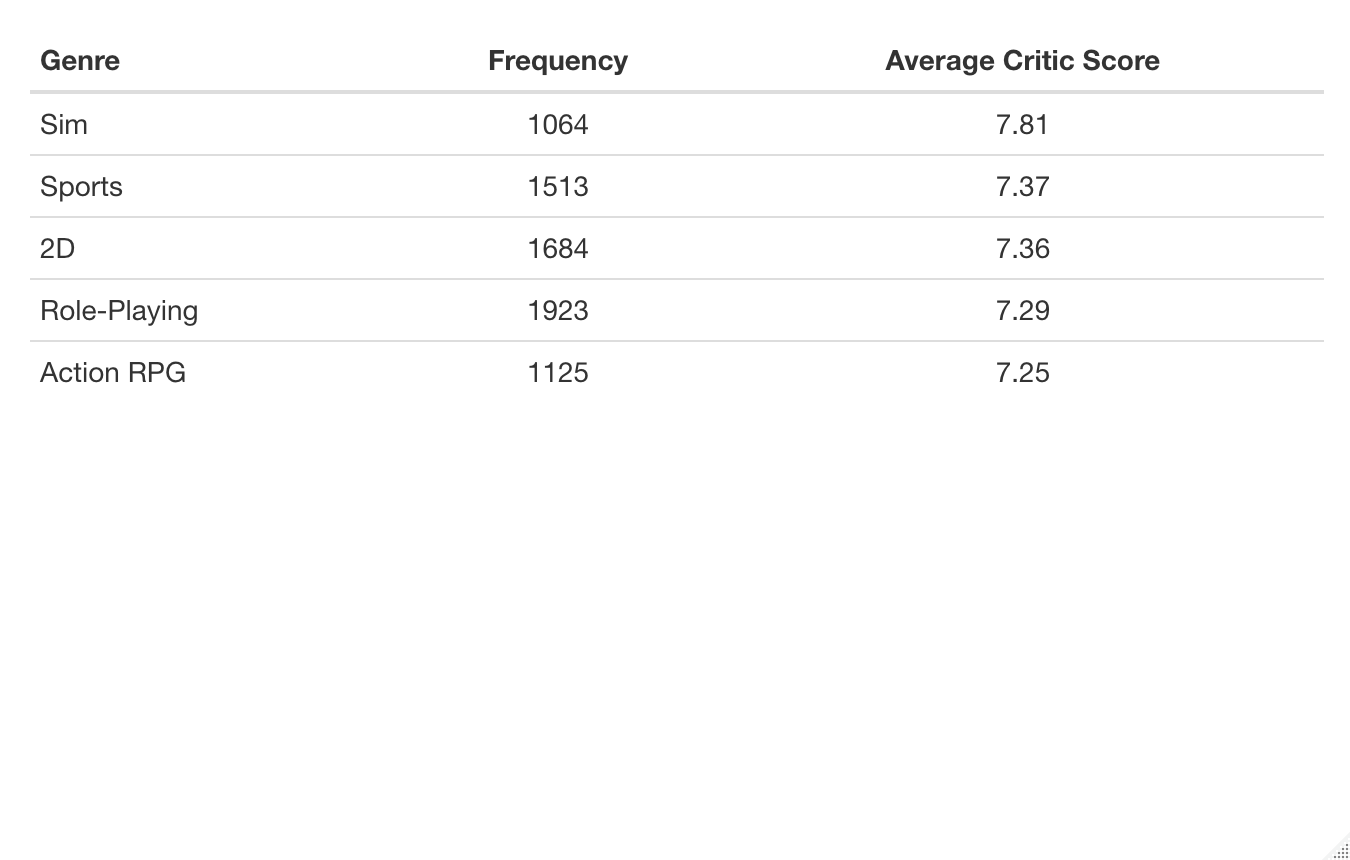 Genre Frequency Average Critic Score
Sim 1064 7.81
Sports 1513 7.37
2D 1684 7.36
Role-Playing 1923 7.29
Action RPG 1125 7.25